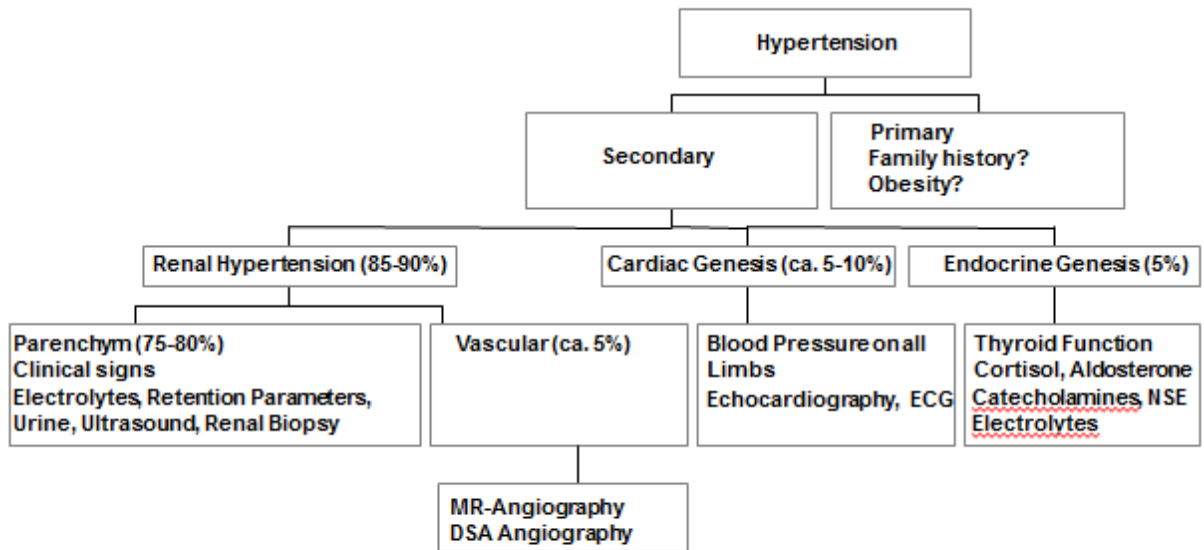 Hypertension
Secondary
Primary
Family history?
Obesity?
Renal Hypertension (85-90%)
Cardiac Genesis (ca. 5-10%)
Endocrine Genesis (5%)
Parenchym (75-80%)
Clinical signs
Electrolytes, Retention Parameters,
Urine, Ultrasound, Renal Biopsy
Vascular (ca. 5%)
Blood Pressure on all
Limbs
Echocardiography, ECG
Thyroid Function
Cortisol, Aldosterone
Catecholamines, NSE
Electrolytes
MR-Angiography
DSA Angiography